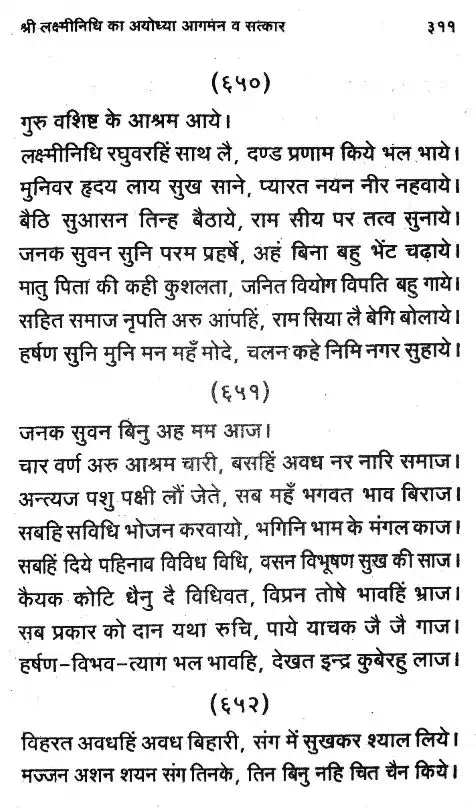 श्री लक्ष्मीनिधि का अयोध्या आगमन व सत्कार ३११
(६५०)
गुरु वशिष्ट के आश्रम आये।
लक्ष्मीनिधि रघुवरहिं साथ लै, दण्ड प्रणाम किये भल भाये।
मुनिवर हृदय लाय सुख साने, प्यारत नयन नीर नहवाये।
बैठि सुआसन तिन्ह बैठाये, राम सीय पर तत्व सुनाये।
जनक सुवन सुनि परम प्रहर्षे, अहं बिना बहु भेंट चढ़ाये।
मातु पिता की कही कुशलता, जनित वियोग विपति बहु गाये।
सहित समाज नृपति अरु आपहिं, राम सिया लै बेगि बोलाये।
हर्षण सुनि मुनि मन महँ मोदे, चलन कहे निमि नगर सुहाये।
(६५१)
जनक सुवन बिनु अह मम आज।
चार वर्ण अरु आश्रम चारी, बसहिं अवध नर नारि समाज।
अन्त्यज पशु पक्षी लौं जेते, सब महँ भगवत भाव बिराज।
सबहि सविधि भोजन करवायो, भगिनि भाम के मंगल काज।
सबहिं दिये पहिनाव विविध विधि, वसन विभूषण सुख की साज।
कैयक कोटि धैनु दै विधिवत, विप्रन तोषे भावहिं भ्राज।
सब प्रकार को दान यथा रुचि, पाये याचक जै जै गाज।
हर्षण-विभव-त्याग भल भावहि, देखत इन्द्र कुबेरहु लाज।
(६५२)
विहरत अवधहिं अवध बिहारी, संग में सुखकर श्याल लिये।
मज्जन अशन शयन संग तिनके, तिन बिनु नहि चित चैन किये।